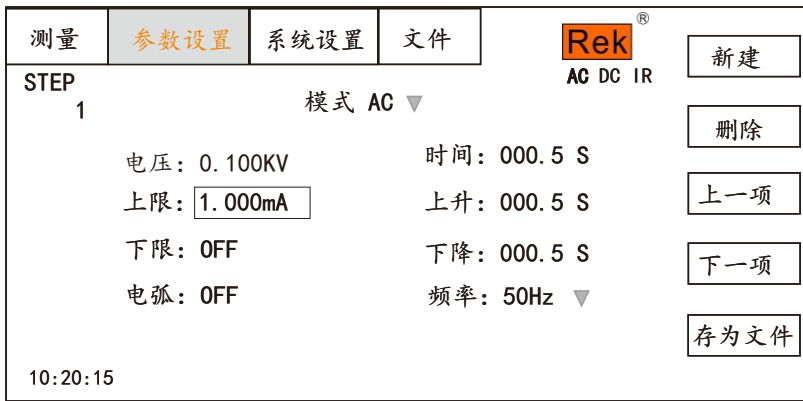 测量 参数设置 系统设置 文件
Rek®
AC DC IR
新建
STEP
1
模式 AC
删除
电压: 0.100KV 时间: 000.5 S
上限: 1.000mA 上升: 000.5 S
上一项
下限: OFF 下降: 000.5 S
下一项
电弧: OFF 频率: 50Hz
存为文件
10:20:15